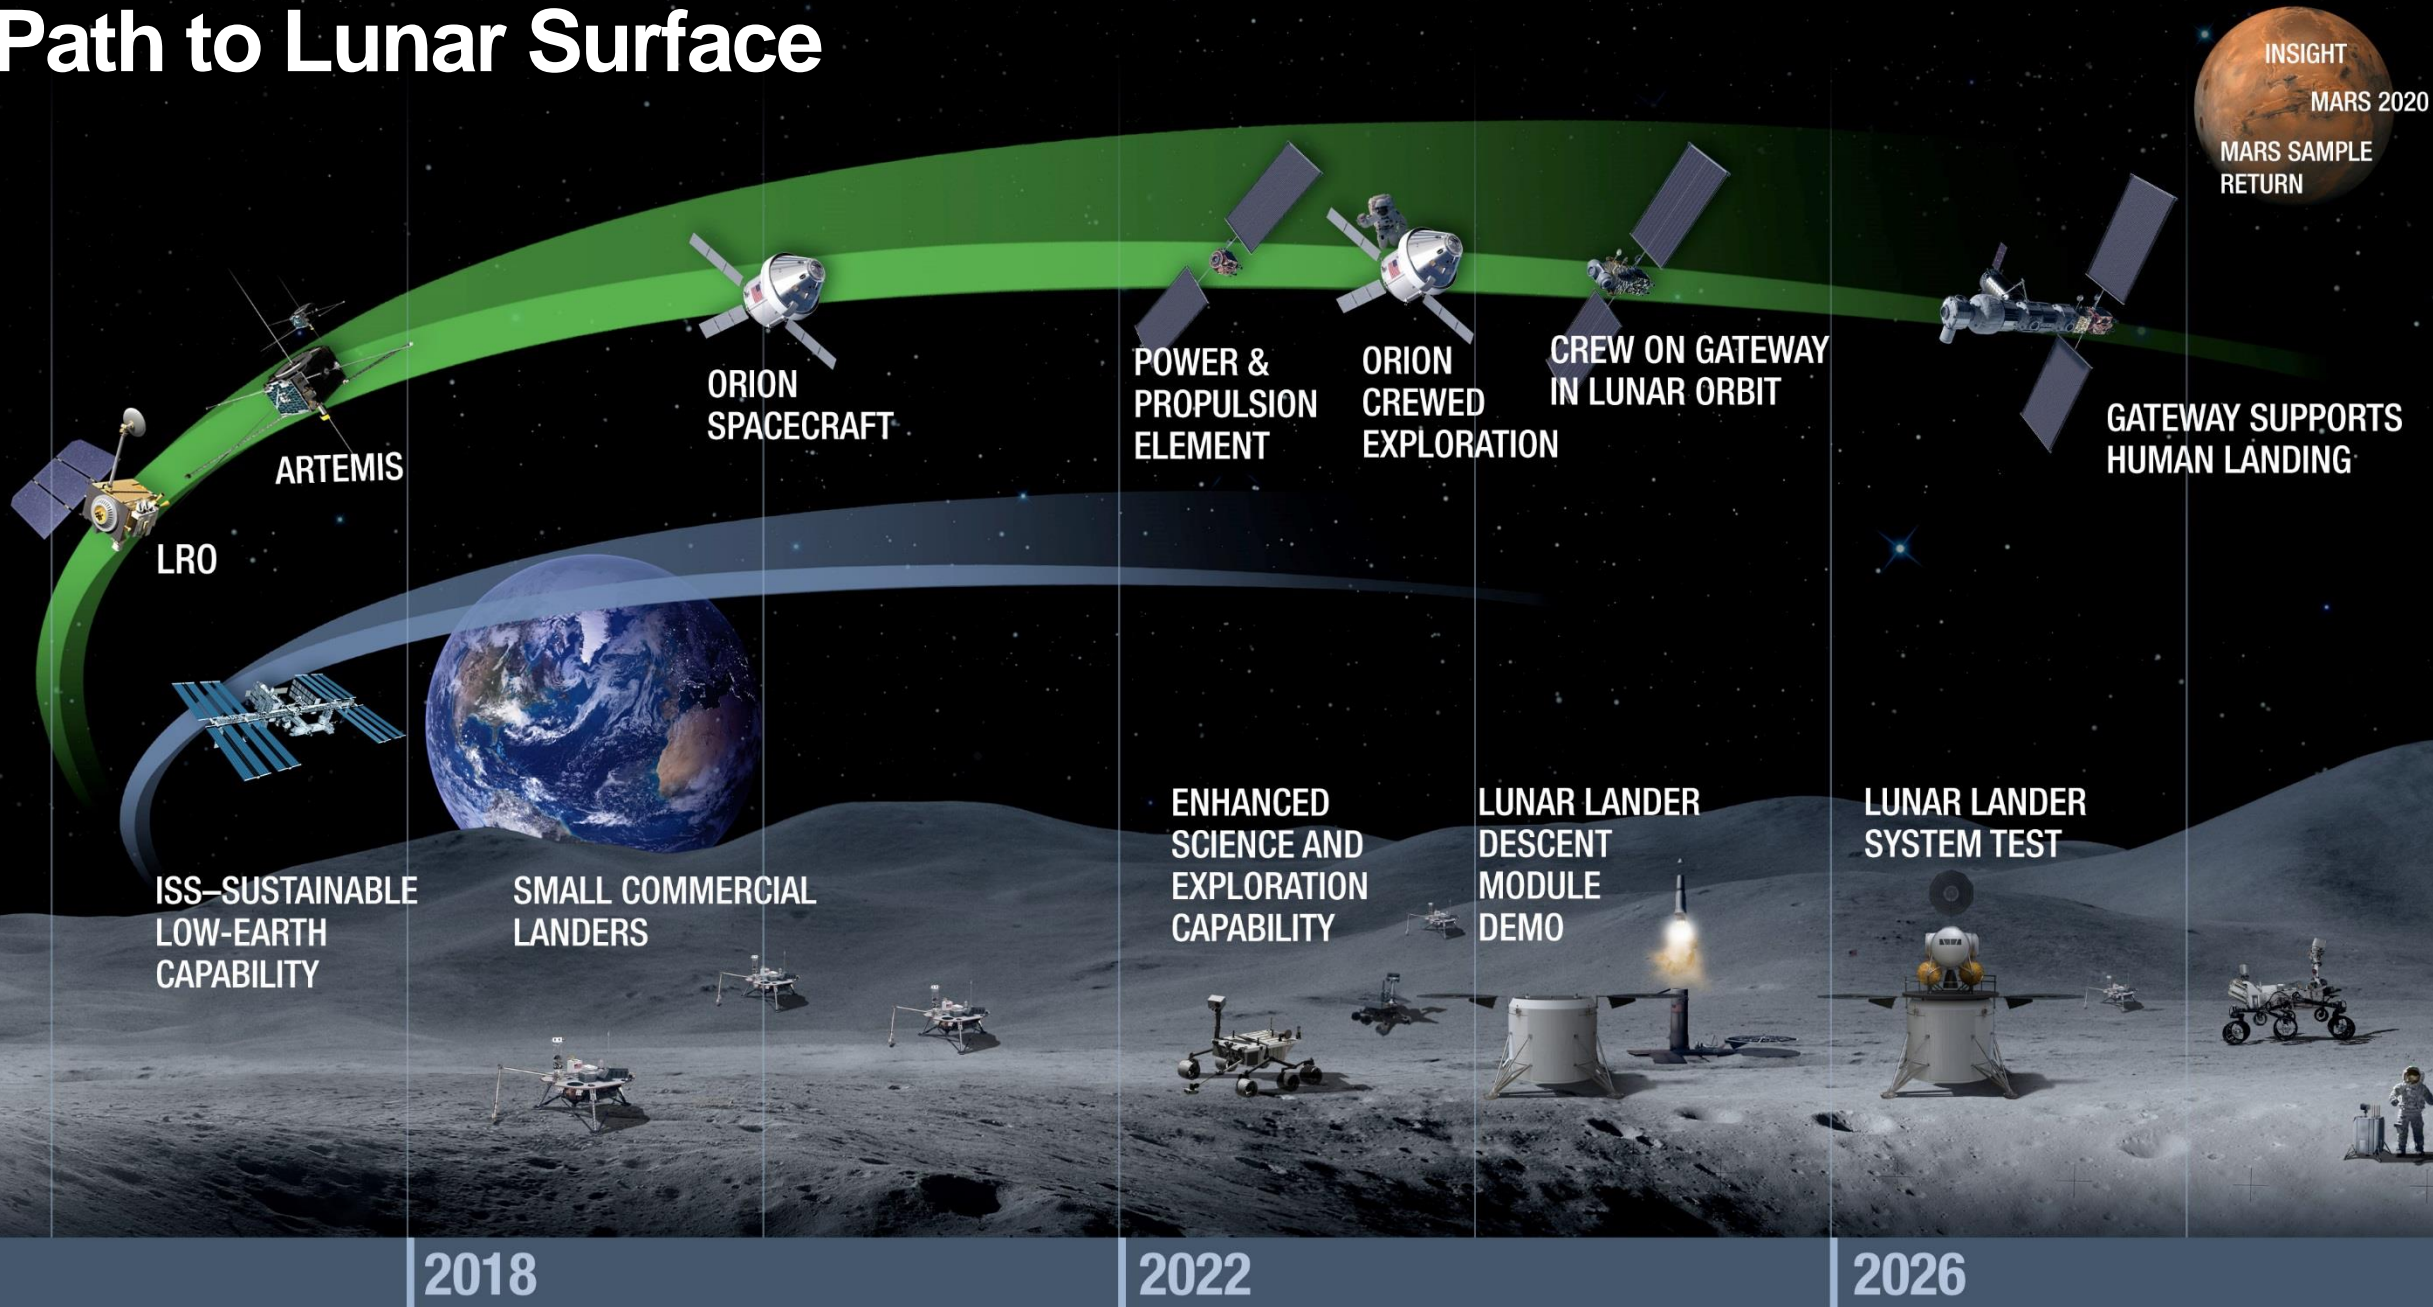 Path to Lunar Surface
INSIGHT
MARS 2020
MARS SAMPLE
RETURN
LRO
ARTEMIS
ORION
SPACECRAFT
POWER &
PROPULSION
ELEMENT
ORION
CREWED
EXPLORATION
CREW ON GATEWAY
IN LUNAR ORBIT
GATEWAY SUPPORTS
HUMAN LANDING
ISS–SUSTAINABLE
LOW-EARTH
CAPABILITY
SMALL COMMERCIAL
LANDERS
ENHANCED
SCIENCE AND
EXPLORATION
CAPABILITY
LUNAR LANDER
DESCENT
MODULE
DEMO
LUNAR LANDER
SYSTEM TEST
2018
2022
2026